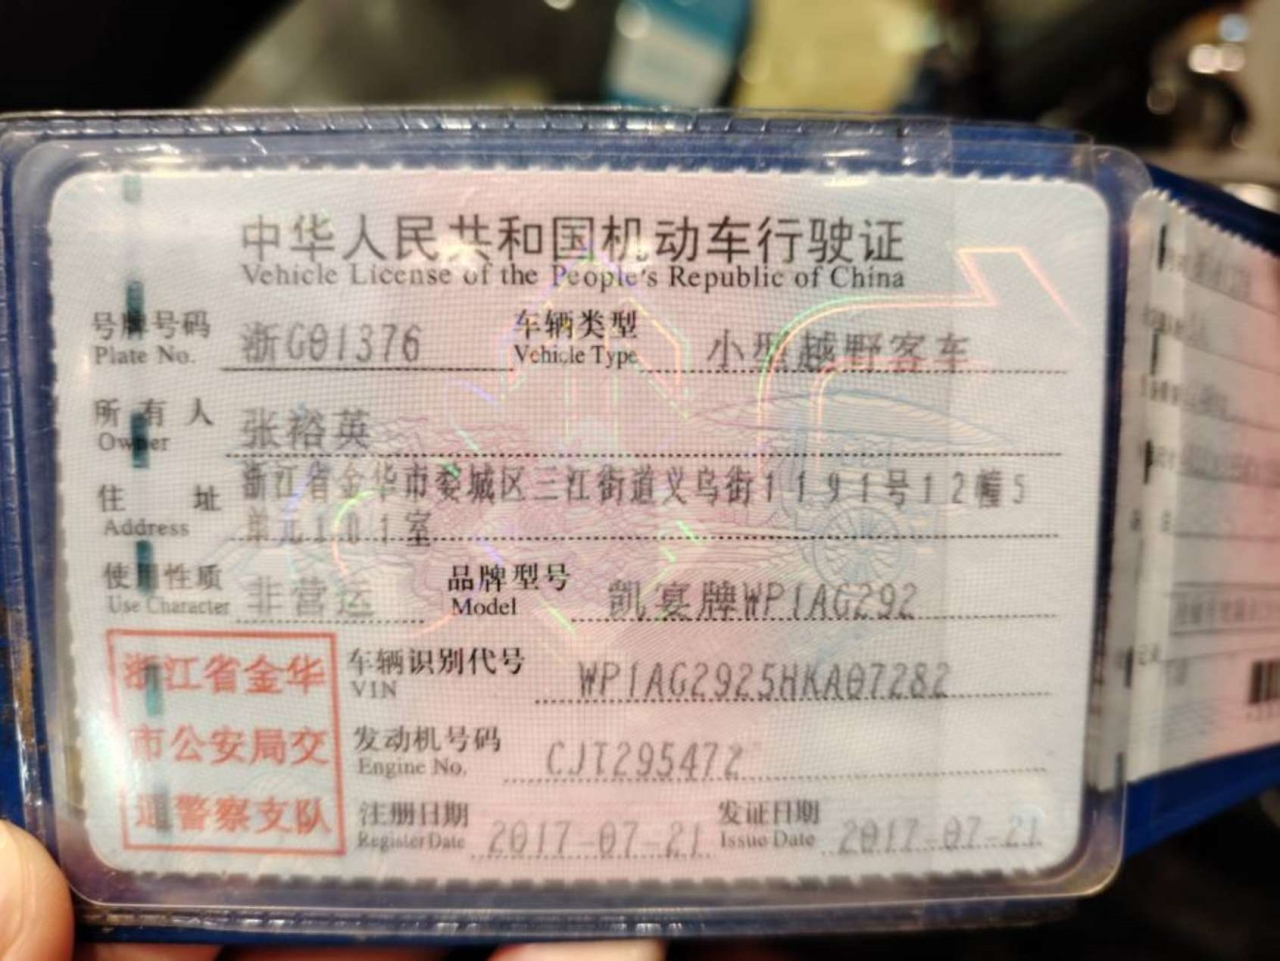 中华人民共和国机动车行驶证
Vehicle License of the People's Republic of China
号牌号码 浙G01376 车辆类型 小型越野客车
Plate No. Vehicle Type
所有人 张裕英
Owner
住址 浙江省金华市婺城区三江街道义乌街1191号12幢5
Address 单元101室
使用性质 非营运 品牌型号 凯宴牌WP1AG292
Use Character Model
车辆识别代号 WP1AG2925HKA07282
VIN
发动机号码 CJT295472
Engine No.
注册日期 2017-07-21 发证日期 2017-07-21
Register Date Issue Date
浙江省金华
市公安局交
通警察支队